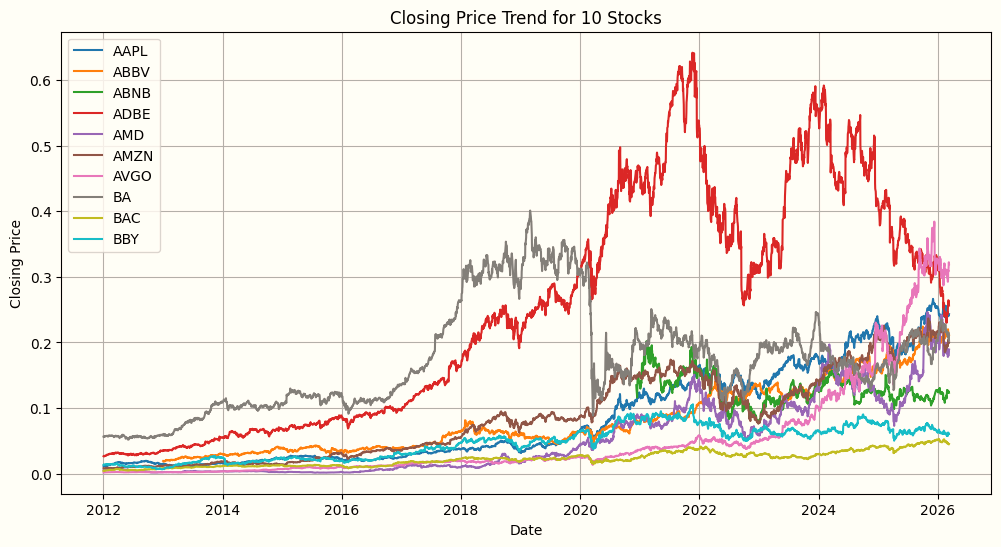 Closing Price Trend for 10 Stocks
AAPL
ABBV
ABNB
ADBE
AMD
AMZN
AVGO
BA
BAC
BBY
Closing Price
0.6
0.5
0.4
0.3
0.2
0.1
0.0
2012 2014 2016 2018 2020 2022 2024 2026
Date